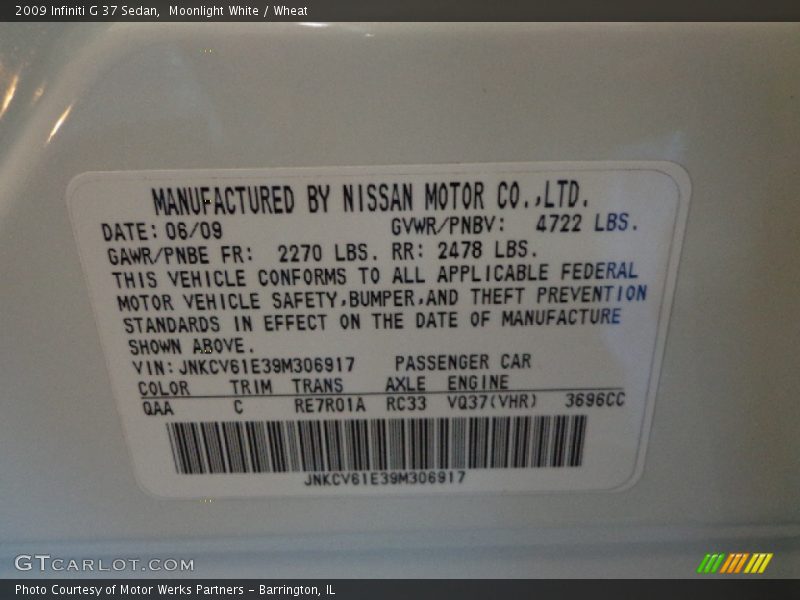 2009 Infiniti G 37 Sedan,  Moonlight White / Wheat
MANUFACTURED BY NISSAN MOTOR CO.,LTD.
DATE: 06/09 GVWR/PNBV: 4722 LBS.
GAWR/PNBE FR: 2270 LBS. RR: 2478 LBS.
THIS VEHICLE CONFORMS TO ALL APPLICABLE FEDERAL
MOTOR VEHICLE SAFETY,BUMPER,AND THEFT PREVENTION
STANDARDS IN EFFECT ON THE DATE OF MANUFACTURE
SHOWN ABOVE.
VIN: JNKCV61E39M306917 PASSENGER CAR
COLOR TRIM TRANS AXLE ENGINE
QAA C RE7R01A RC33 VQ37(VHR) 3696CC
JNKCV61E39M306917
GTCARLOT.COM
Photo Courtesy of Motor Werks Partners - Barrington, IL